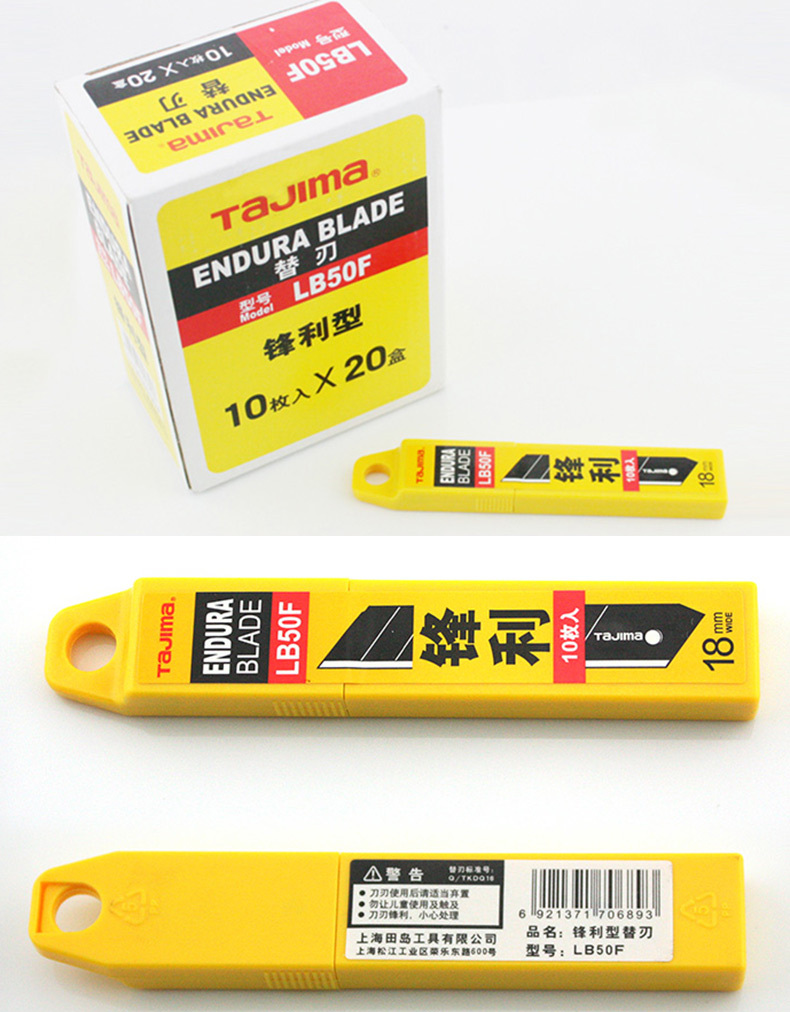 型号 Model LB50F
10枚入 X 20盒
替刃
ENDURA BLADE
TaJIma
TaJIma®
ENDURA BLADE
替刃
型号 Model LB50F
锋利型
10枚入 X 20盒
TaJIma
ENDURA
BLADE
LB50F
锋利
10枚入
TaJIma
18mm
TaJIma®
ENDURA
BLADE
LB50F
锋利
10枚入
TaJIma
18mm
WIDE
警告
替刃标准号:
Q/TKDQ16
● 刀刃使用后请适当弃置
● 勿让儿童使用及触及
● 刀刃锋利,小心处理
上海田岛工具有限公司
上海松江工业区荣乐东路600号
6 921371 706893
品名: 锋利型替刃
型号: LB50F